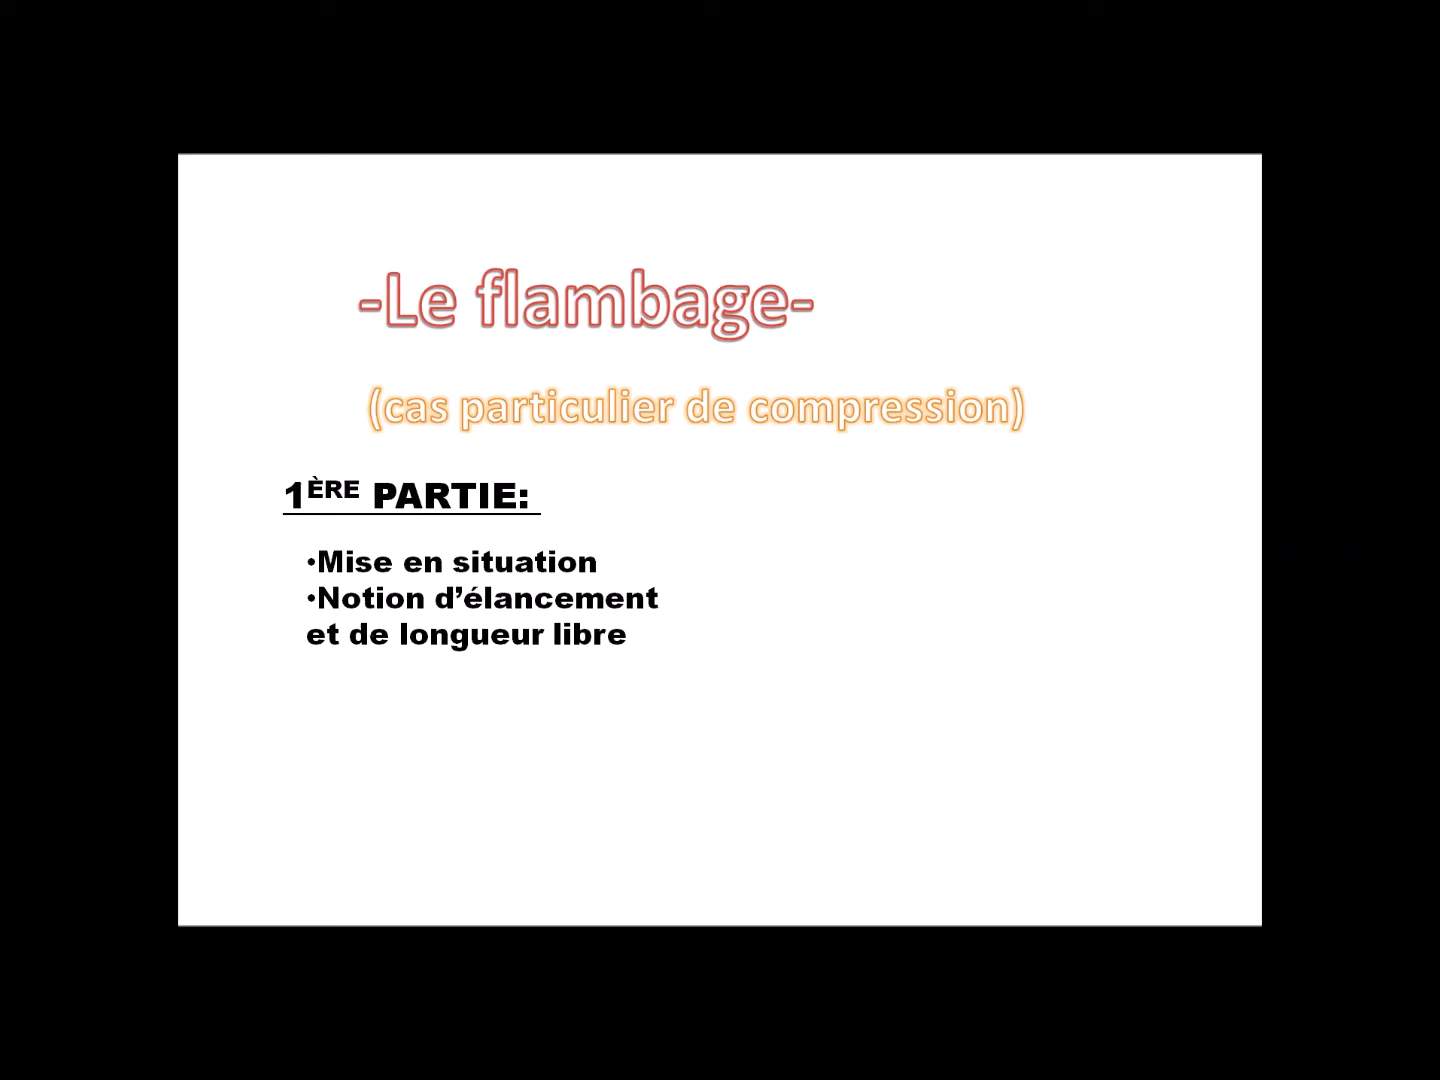 -Le flambage-
(cas particulier de compression)
1ÈRE PARTIE:
•Mise en situation
•Notion d’élancement
et de longueur libre